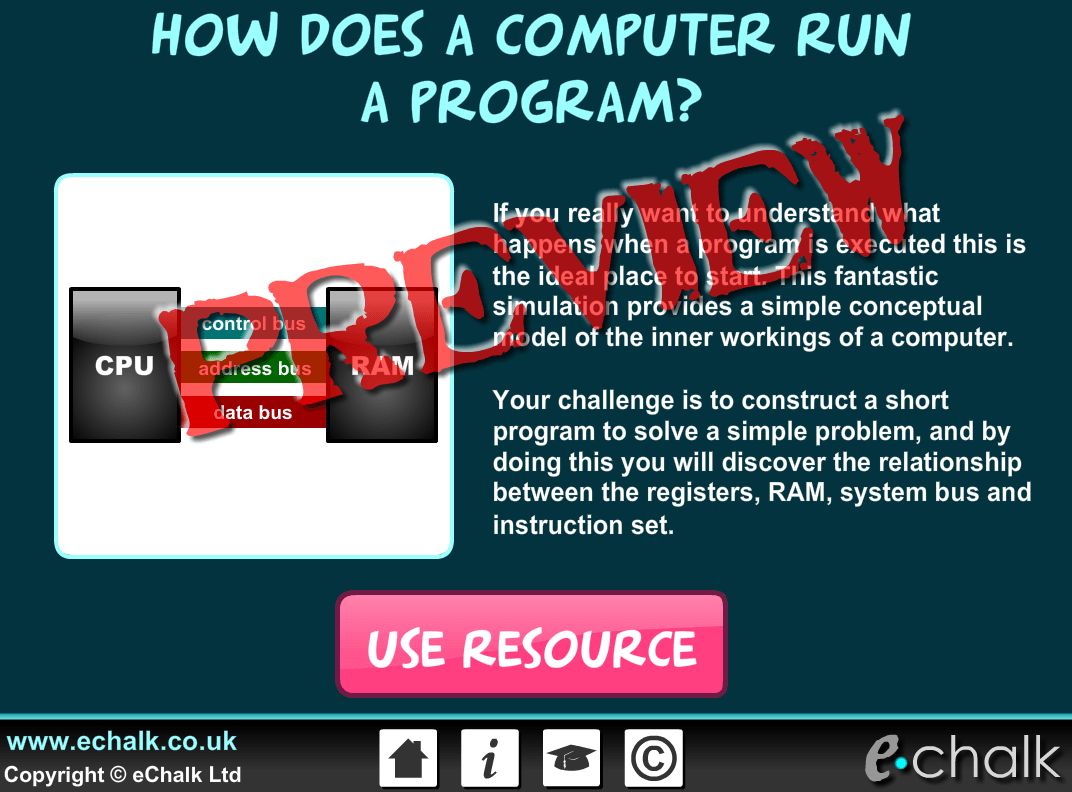 HOW DOES A COMPUTER RUN
A PROGRAM?
PREVIEW
If you really want to understand what
happens when a program is executed this is
the ideal place to start. This fantastic
simulation provides a simple conceptual
model of the inner workings of a computer.
Your challenge is to construct a short
program to solve a simple problem, and by
doing this you will discover the relationship
between the registers, RAM, system bus and
instruction set.
CPU
control bus
address bus
data bus
RAM
USE RESOURCE
www.echalk.co.uk
Copyright © eChalk Ltd
i
©
e·chalk